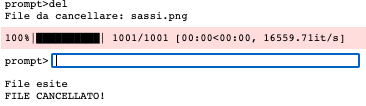 prompt>del
File da cancellare: sassi.png
100%|██████████| 1001/1001 [00:00<00:00, 16559.71it/s]
prompt>
File esite
FILE CANCELLATO!